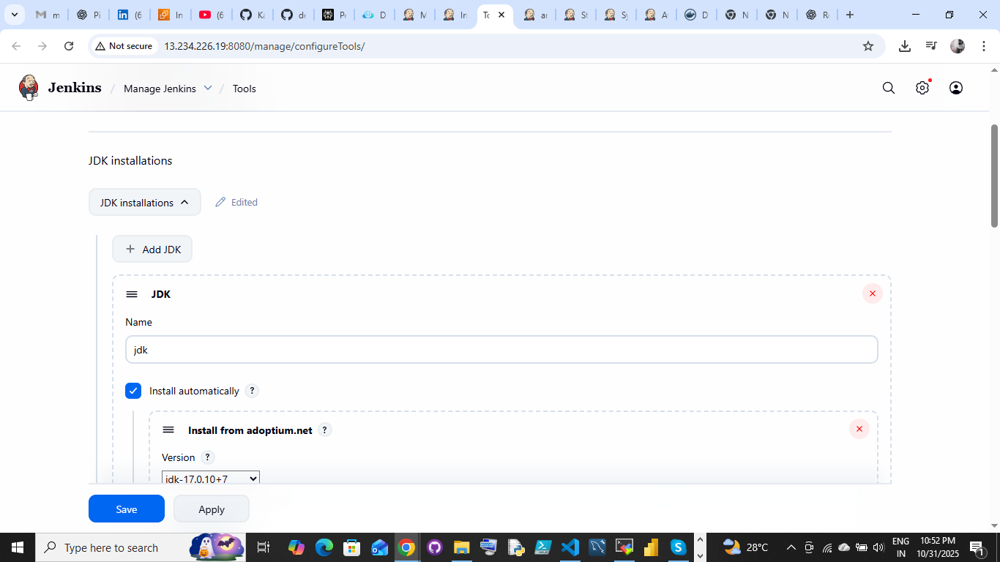 m
Pi
(6
In
(6
Ka
de
Pe
D
M
In
To
ar
St
Sy
A
D
N
N
Re
Not secure
13.234.226.19:8080/manage/configureTools/
Jenkins / Manage Jenkins / Tools
JDK installations
JDK installations
Edited
Add JDK
JDK
Name
jdk
Install automatically ?
Install from adoptium.net ?
Version ?
jdk-17.0.10+7
Save
Apply
Type here to search
28°C
ENG
IN
10:52 PM
10/31/2025
1